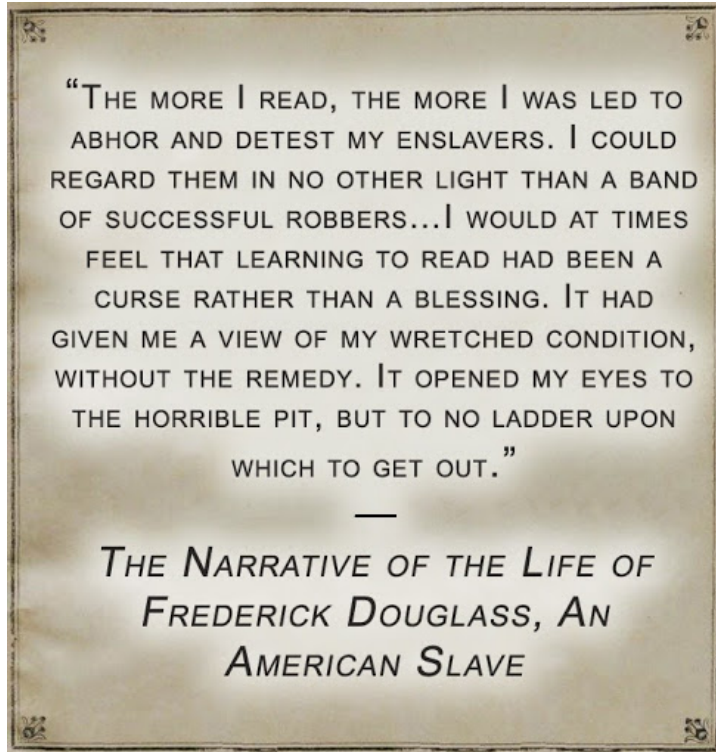 “The more I read, the more I was led to
abhor and detest my enslavers. I could
regard them in no other light than a band
of successful robbers...I would at times
feel that learning to read had been a
curse rather than a blessing. It had
given me a view of my wretched condition,
without the remedy. It opened my eyes to
the horrible pit, but to no ladder upon
which to get out.”
—
The Narrative of the Life of
Frederick Douglass, An
American Slave